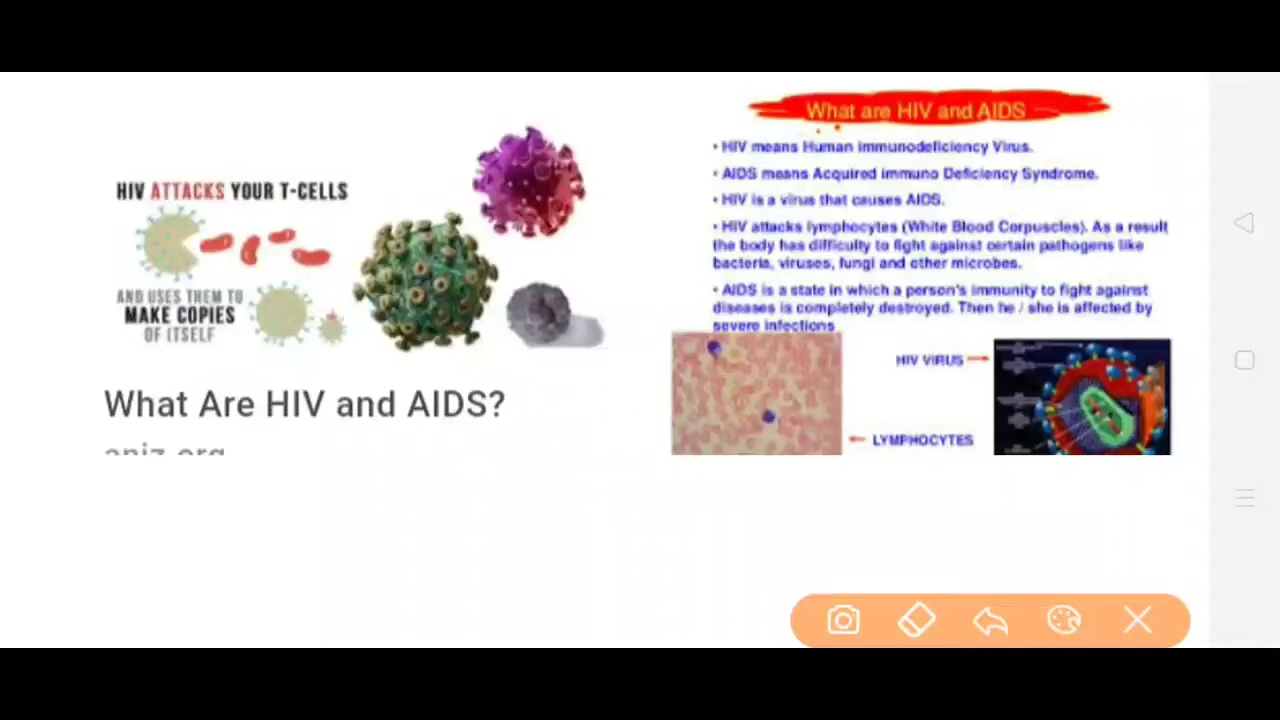 HIV ATTACKS YOUR T-CELLS
AND USES THEM TO
MAKE COPIES
OF ITSELF
What Are HIV and AIDS?
What are HIV and AIDS
• HIV means Human immunodeficiency Virus.
• AIDS means Acquired immuno Deficiency Syndrome.
• HIV is a virus that causes AIDS.
• HIV attacks lymphocytes (White Blood Corpuscles). As a result
the body has difficulty to fight against certain pathogens like
bacteria, viruses, fungi and other microbes.
• AIDS is a state in which a person's immunity to fight against
diseases is completely destroyed. Then he / she is affected by
severe infections
HIV VIRUS
LYMPHOCYTES